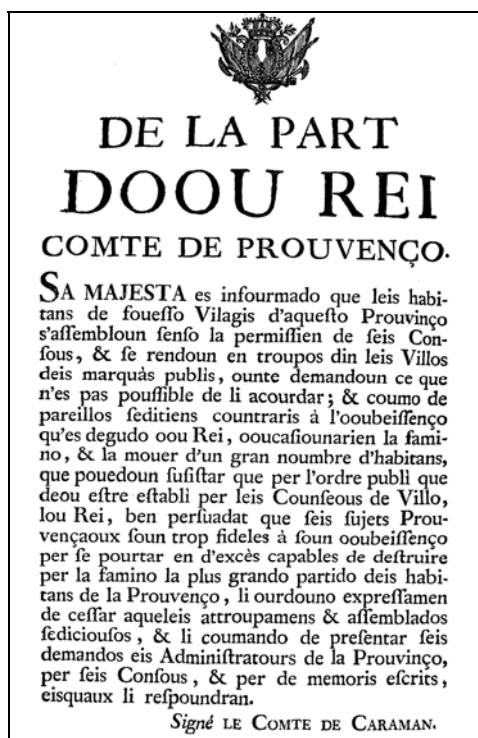 DE LA PART
DOOU REI
COMTE DE PROUVENÇO.
SA MAJESTA es infourmado que leis habi-
tans de foueſſo Vilagis d'aqueſto Prouvinço
s'aſſembloun ſenſo la permiſſien de ſeis Con-
ſous, & ſe rendoun en troupos din leis Villos
deis marquàs publis, ounte demandoun ce que
n'es pas pouſſible de li acourdar; & coumo de
pareillos ſeditiens countraris à l'ooubeiſſenço
qu'es degudo oou Rei, ooucaſiounarien la fami-
no, & la mouer d'un gran noumbre d'habitans,
que pouedoun ſuſiſtar que per l'ordre publi que
deou eſtre eſtabli per leis Counſeous de Villo,
lou Rei, ben perſuadat que ſeis ſujets Prou-
vençaoux ſoun trop fideles à ſoun ooubeiſſenço
per ſe pourtar en d'excès capables de deſtruire
per la famino la plus grando partido deis habi-
tans de la Prouvenço, li ourdouno expreſſamen
de ceſſar aqueleis attroupamens & aſſemblados
ſediciouſos, & li coumando de preſentar ſeis
demandos eis Adminiſtratours de la Prouvinço,
per ſeis Conſous, & per de memoris eſcrits,
eisquaux li reſpoundran.
Signé LE COMTE DE CARAMAN.